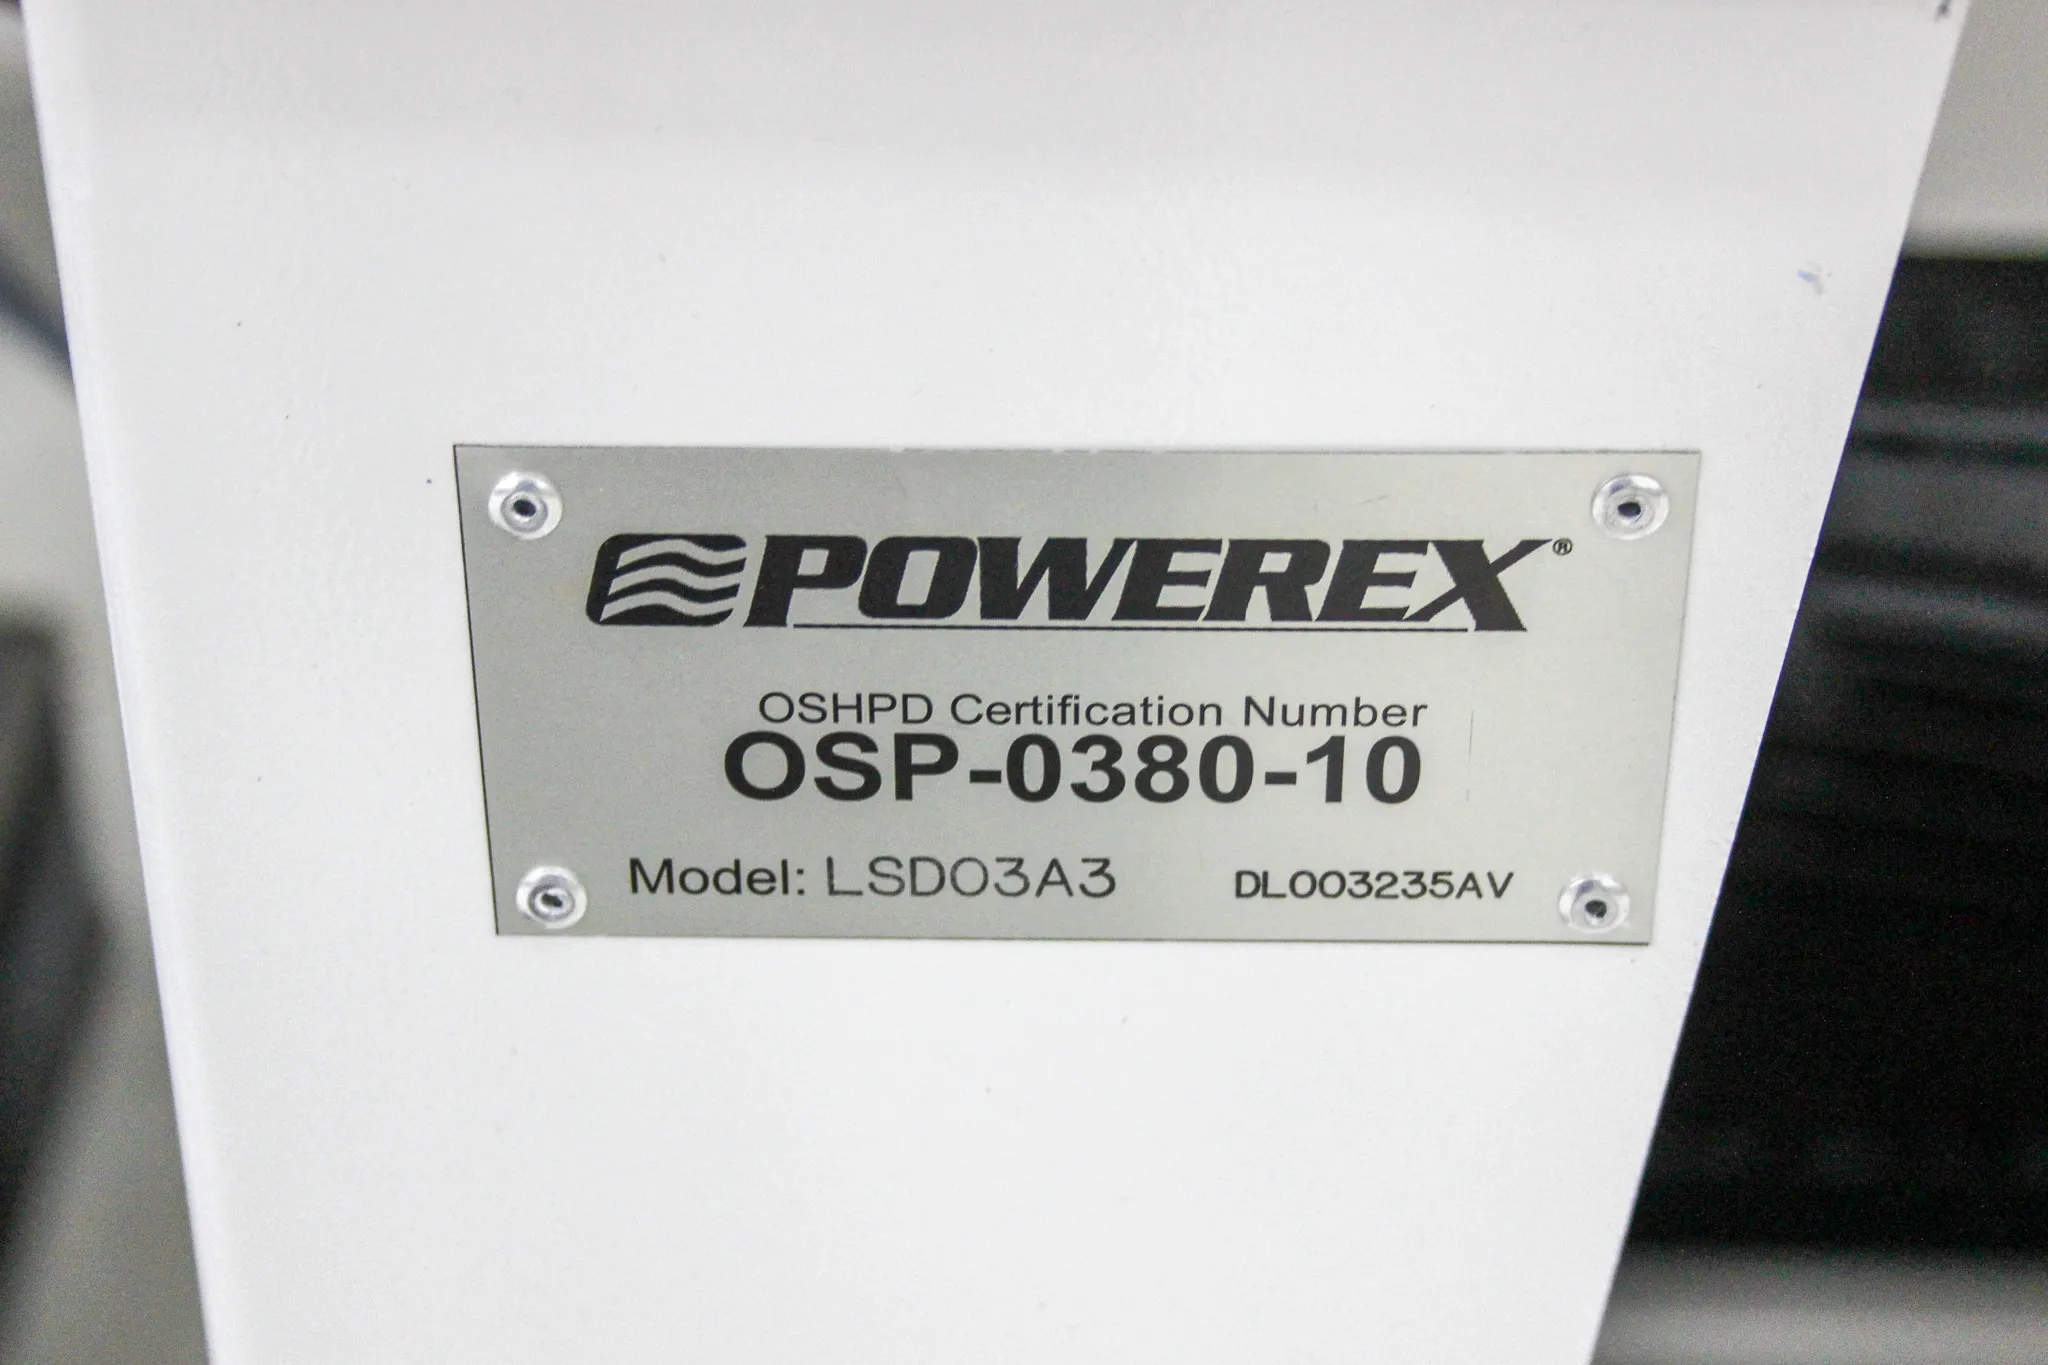 POWEREX®
OSHPD Certification Number
OSP-0380-10
Model: LSD03A3 DL003235AV